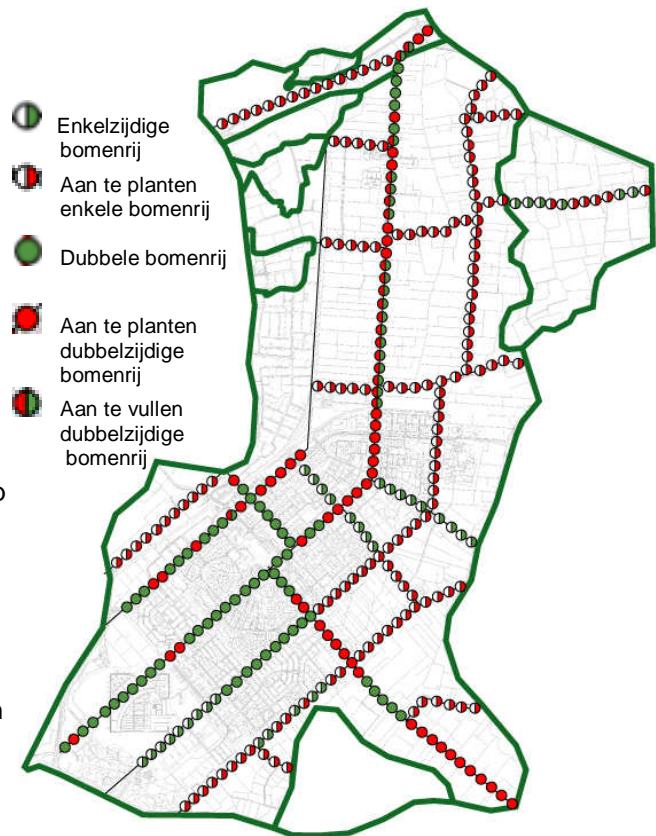 Enkelzijdige
bomenrij
Aan te planten
enkele bomenrij
Dubbele bomenrij
Aan te planten
dubbelzijdige
bomenrij
Aan te vullen
dubbelzijdige
bomenrij